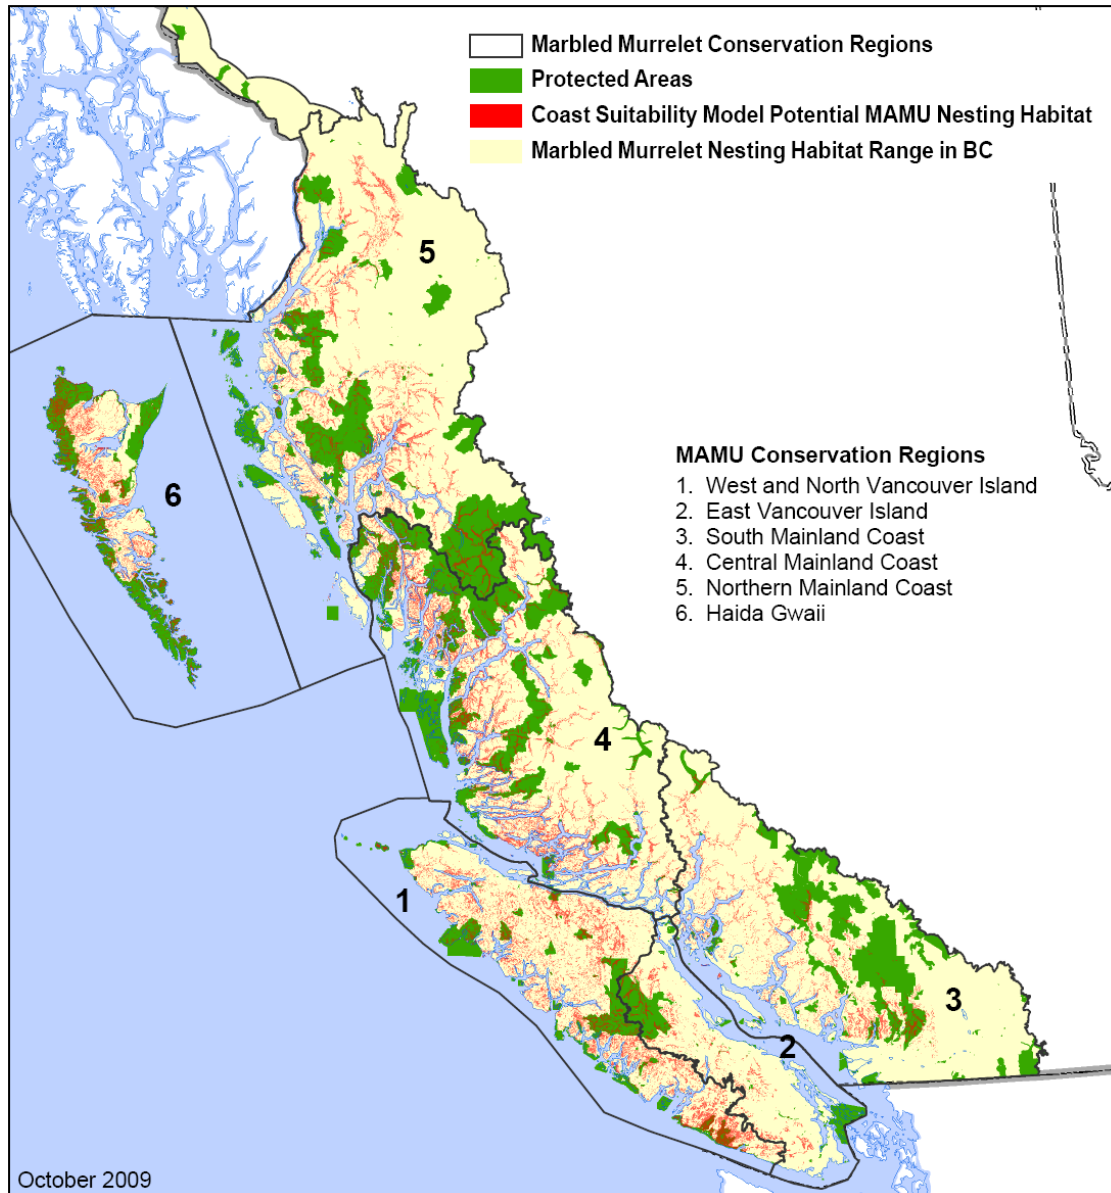 Marbled Murrelet Conservation Regions
Protected Areas
Coast Suitability Model Potential MAMU Nesting Habitat
Marbled Murrelet Nesting Habitat Range in BC
5
MAMU Conservation Regions
1. West and North Vancouver Island
2. East Vancouver Island
3. South Mainland Coast
4. Central Mainland Coast
5. Northern Mainland Coast
6. Haida Gwaii
6
4
1
3
2
October 2009